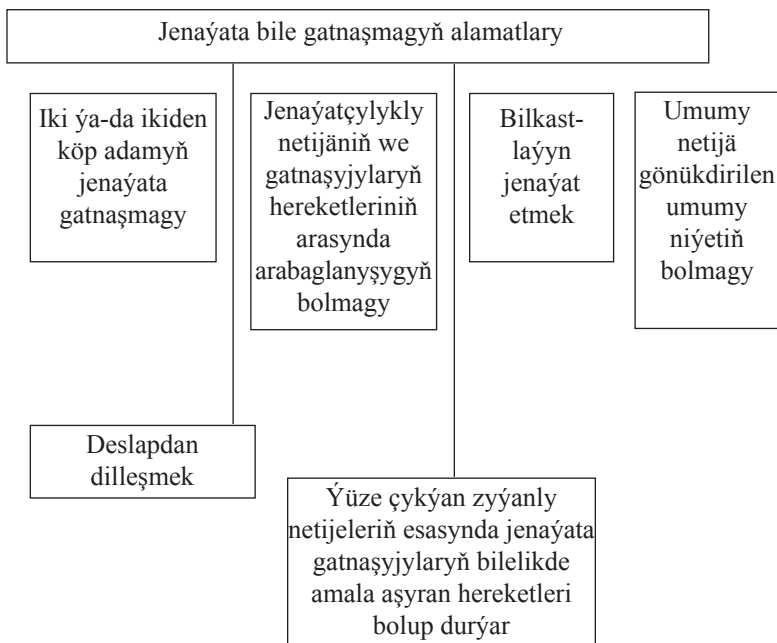 Jenaýata bile gatnaşmagyň alamatlary
Iki ýa-da ikiden
köp adamyň
jenaýata
gatnaşmagy
Jenaýatçylykly
netijäniň we
gatnaşyjylaryň
hereketleriniň
arasynda
arabaglanyşygyň
bolmagy
Bilkast-
laýyn
jenaýat
etmek
Umumy
netijä
gönükdirilen
umumy
niýetiň
bolmagy
Deslapdan
dilleşmek
Ýüze çykýan zyýanly
netijeleriň esasynda jenaýata
gatnaşyjylaryň bilelikde
amala aşyran hereketleri
bolup durýar